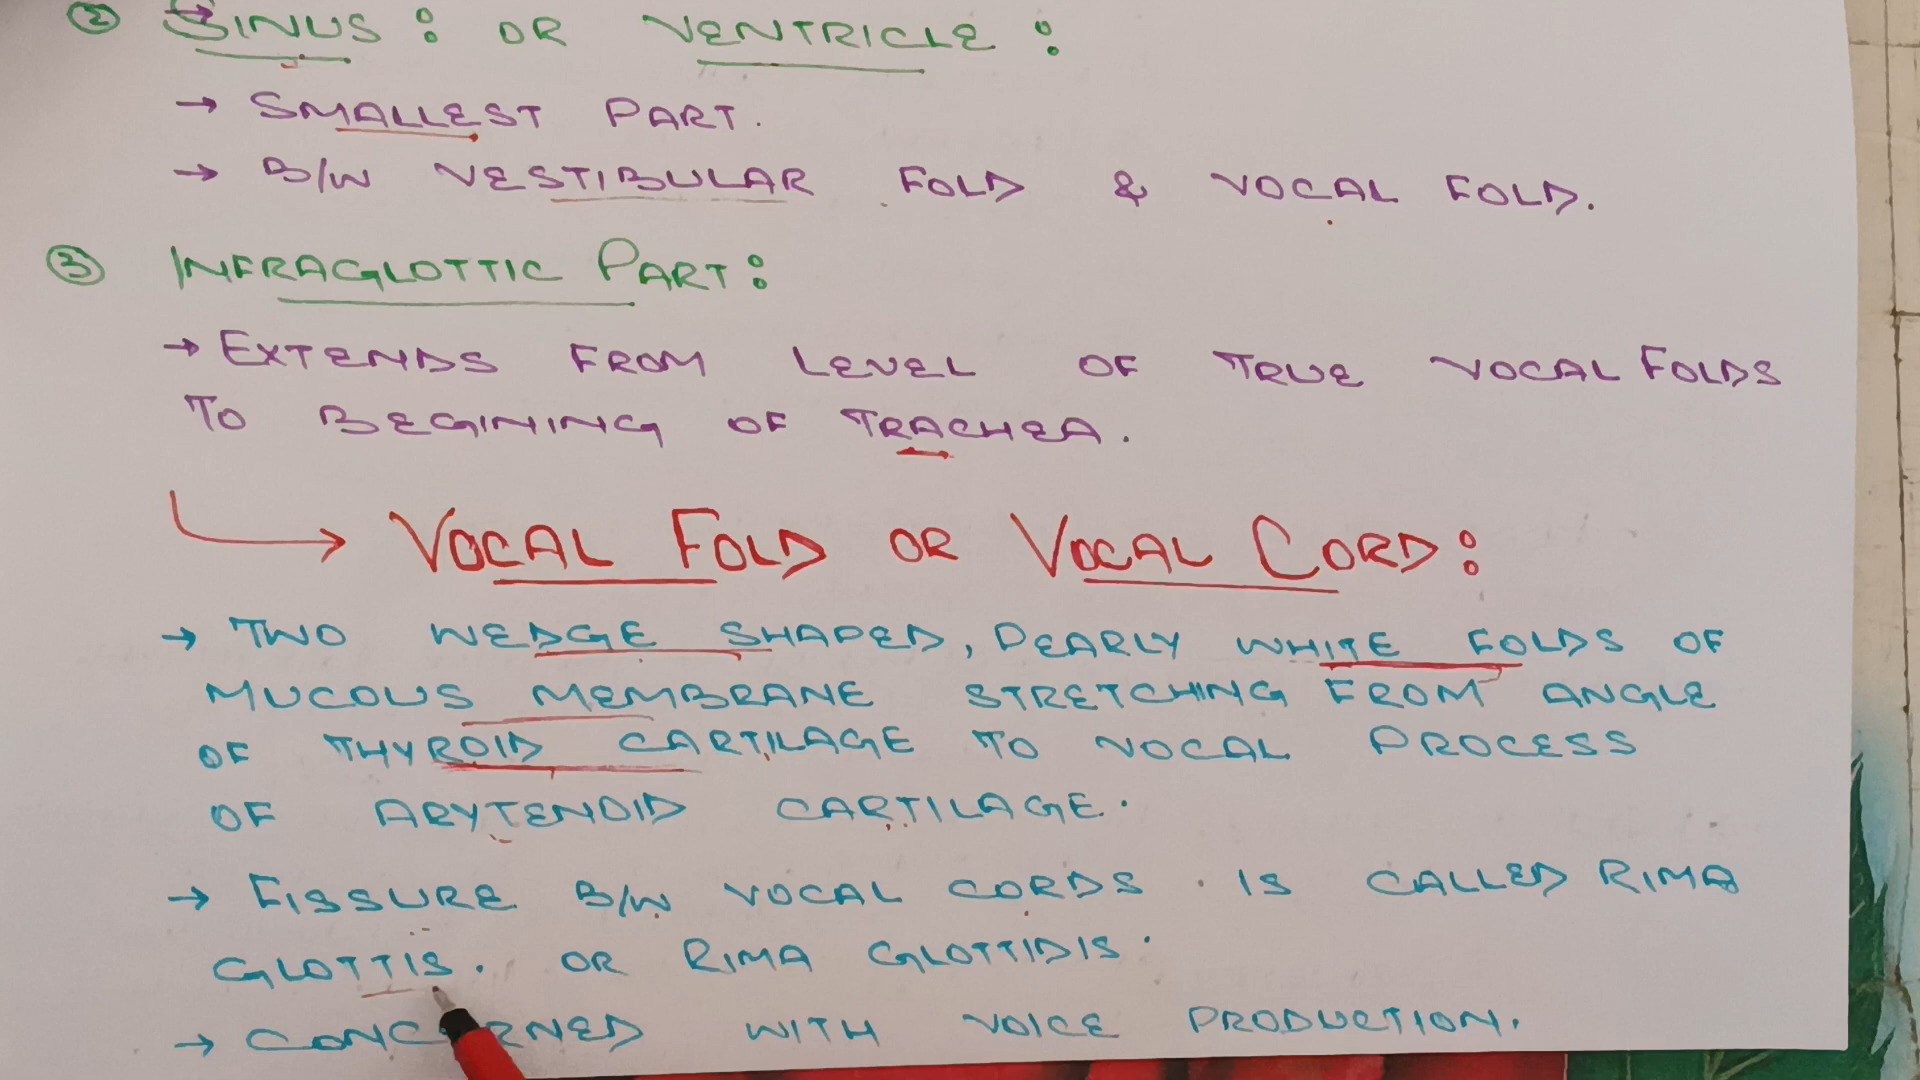 ② SINUS: OR VENTRICLE:
→ SMALLEST PART.
→ B/W VESTIBULAR FOLD & VOCAL FOLD.
③ INFRAGLOTTIC PART:
→ EXTENDS FROM LEVEL OF TRUE VOCAL FOLDS
TO BEGINING OF TRACHEA.
→ VOCAL FOLD OR VOCAL CORD:
→ TWO WEDGE SHAPED, PEARLY WHITE FOLDS OF
MUCOUS MEMBRANE STRETCHING FROM ANGLE
OF THYROID CARTILAGE TO VOCAL PROCESS
OF ARYTENOID CARTILAGE.
→ FISSURE B/W VOCAL CORDS IS CALLED RIMA
GLOTTIS. OR RIMA GLOTTIDIS.
→ CONCERNED WITH VOICE PRODUCTION.